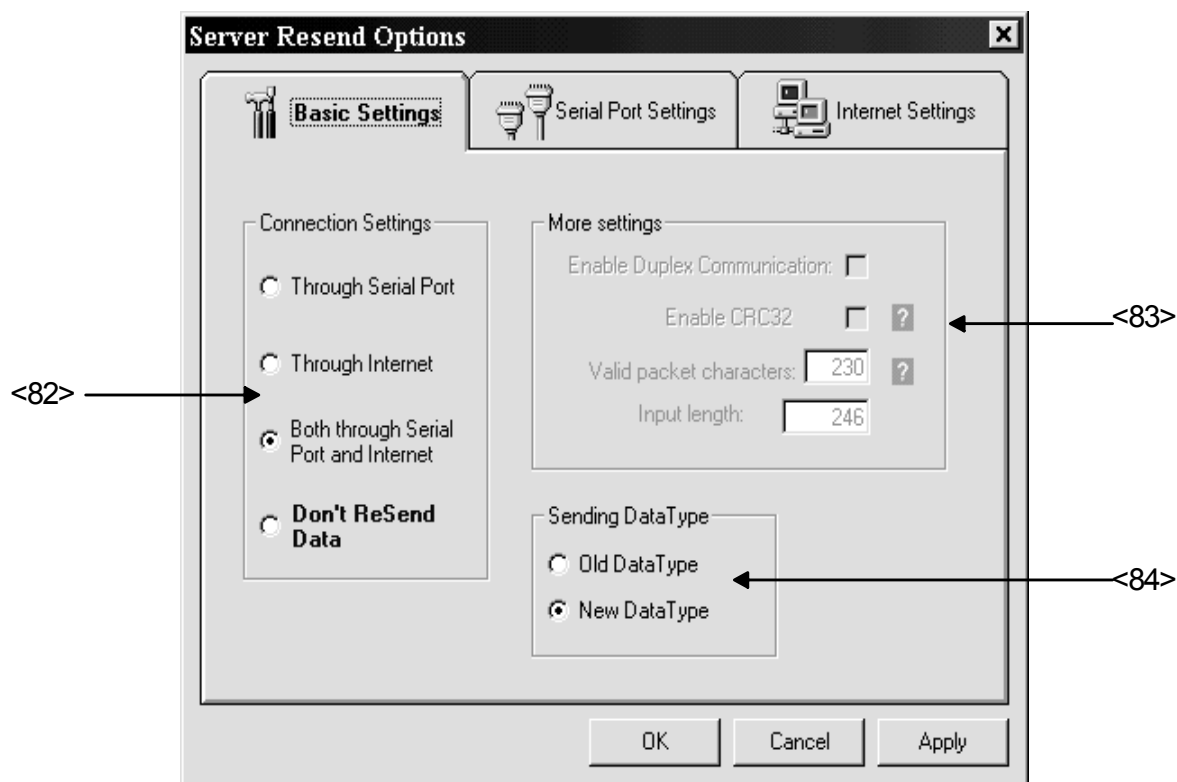 Server Resend Options
Basic Settings
Serial Port Settings
Internet Settings
Connection Settings
Through Serial Port
Through Internet
Both through Serial
Port and Internet
Don't ReSend
Data
<82>
More settings
Enable Duplex Communication:
Enable CRC32
?
Valid packet characters:
230
?
Input length:
246
<83>
Sending DataType
Old DataType
New DataType
<84>
OK
Cancel
Apply